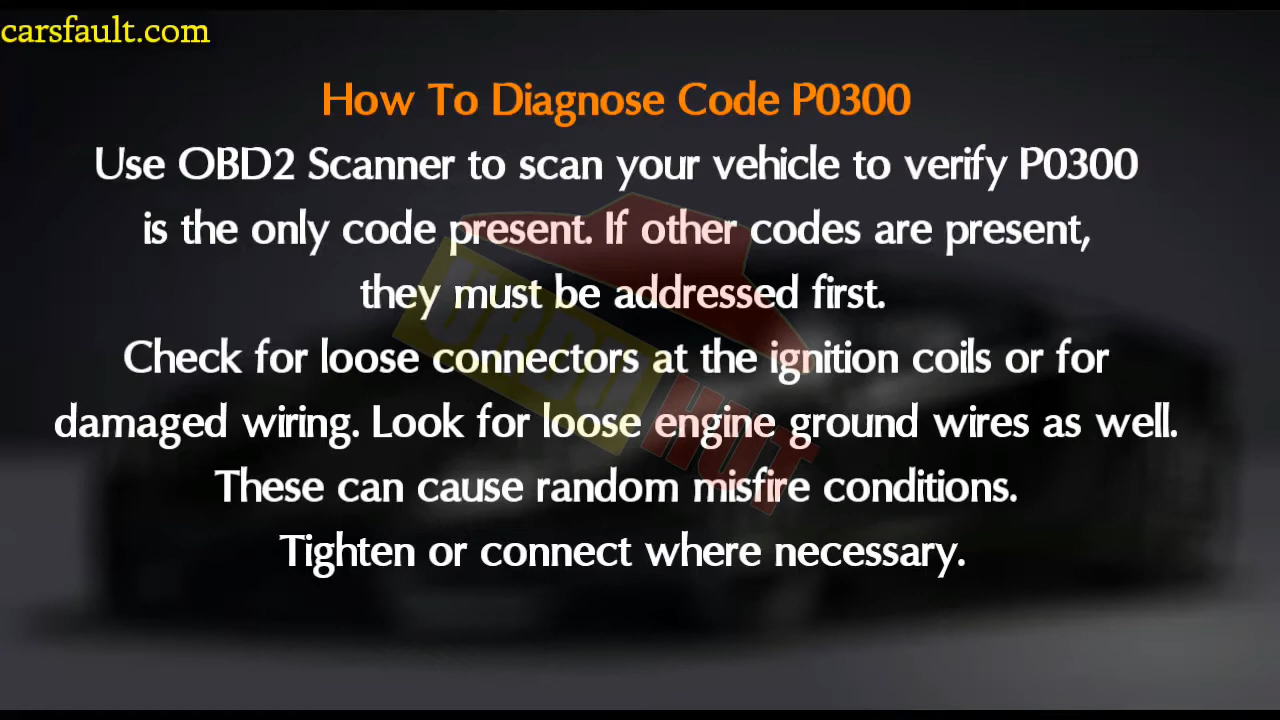 carsfault.com
How To Diagnose Code P0300
Use OBD2 Scanner to scan your vehicle to verify P0300
is the only code present. If other codes are present,
they must be addressed first.
Check for loose connectors at the ignition coils or for
damaged wiring. Look for loose engine ground wires as well.
These can cause random misfire conditions.
Tighten or connect where necessary.
URDU
HUT